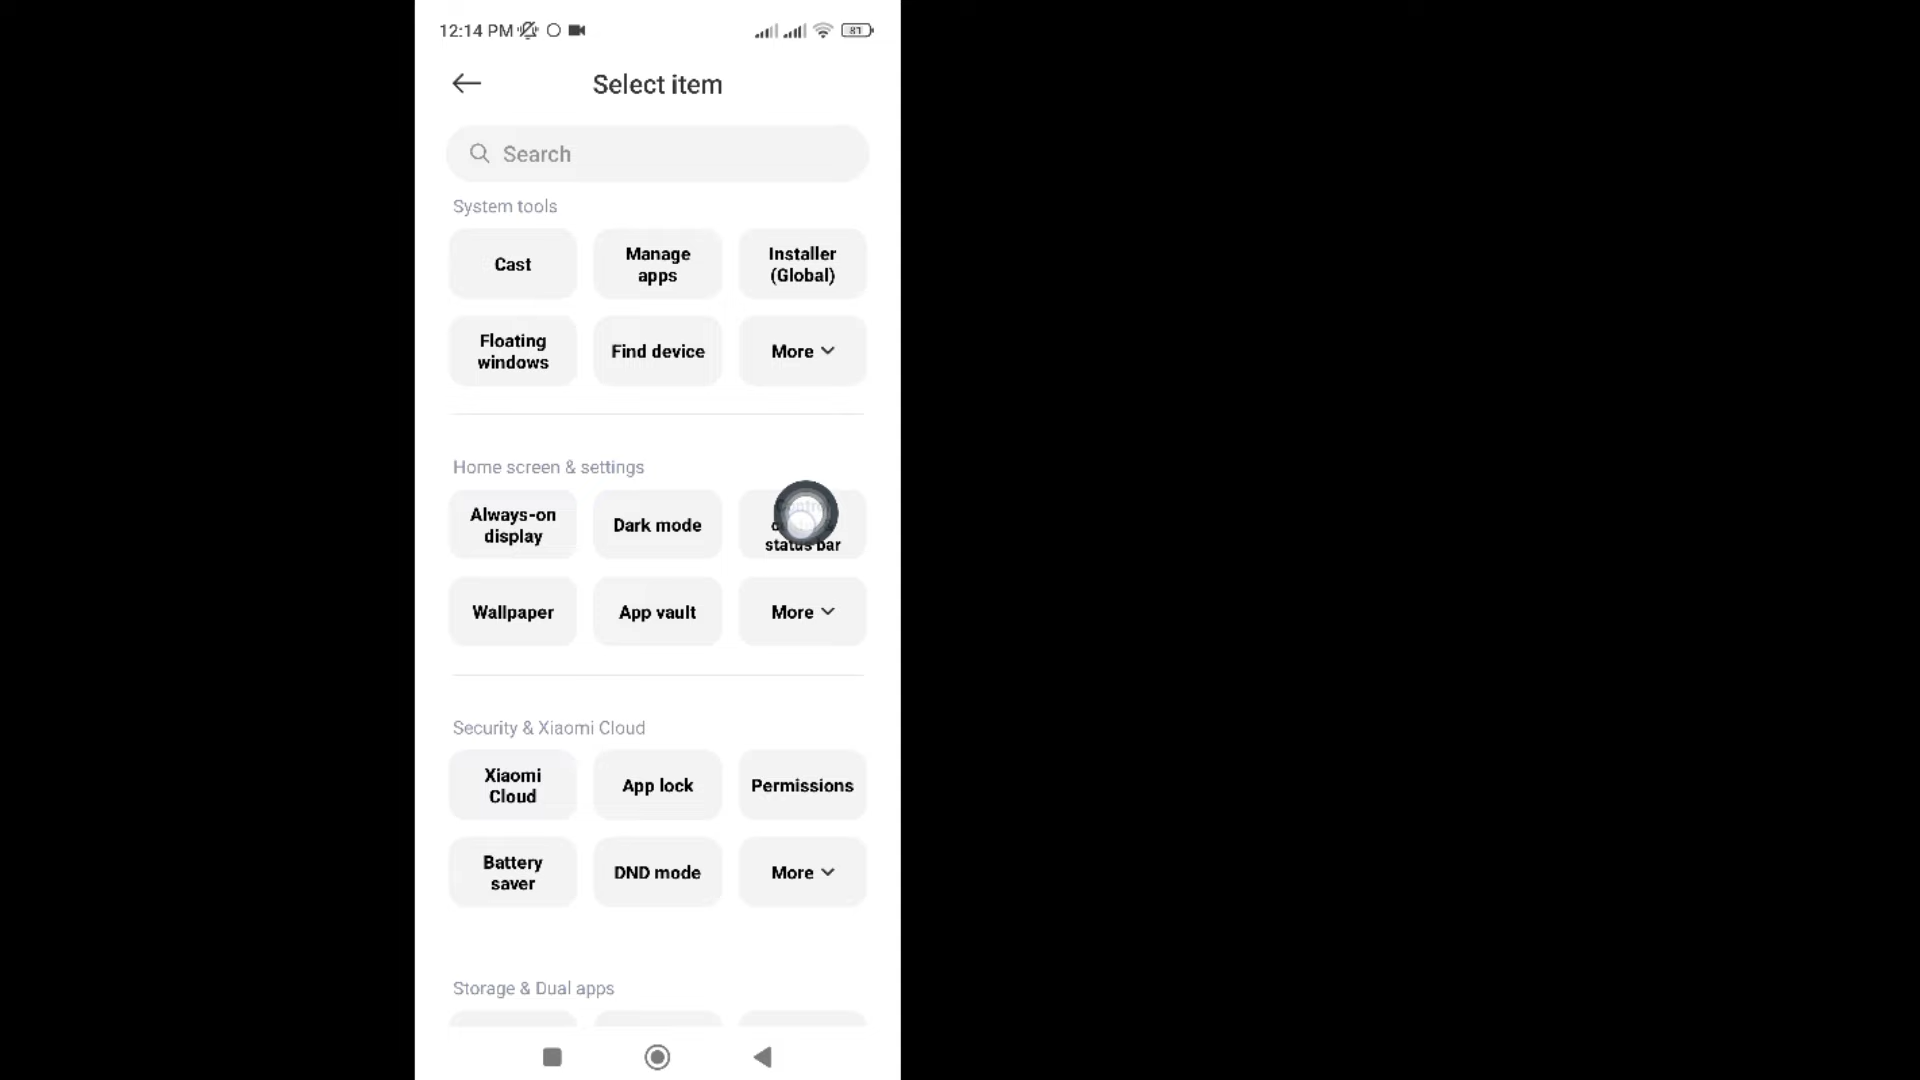 12:14 PM
81
Select item
Search
System tools
Cast
Manage
apps
Installer
(Global)
Floating
windows
Find device
More
Home screen & settings
Always-on
display
Dark mode
status bar
Wallpaper
App vault
More
Security & Xiaomi Cloud
Xiaomi
Cloud
App lock
Permissions
Battery
saver
DND mode
More
Storage & Dual apps